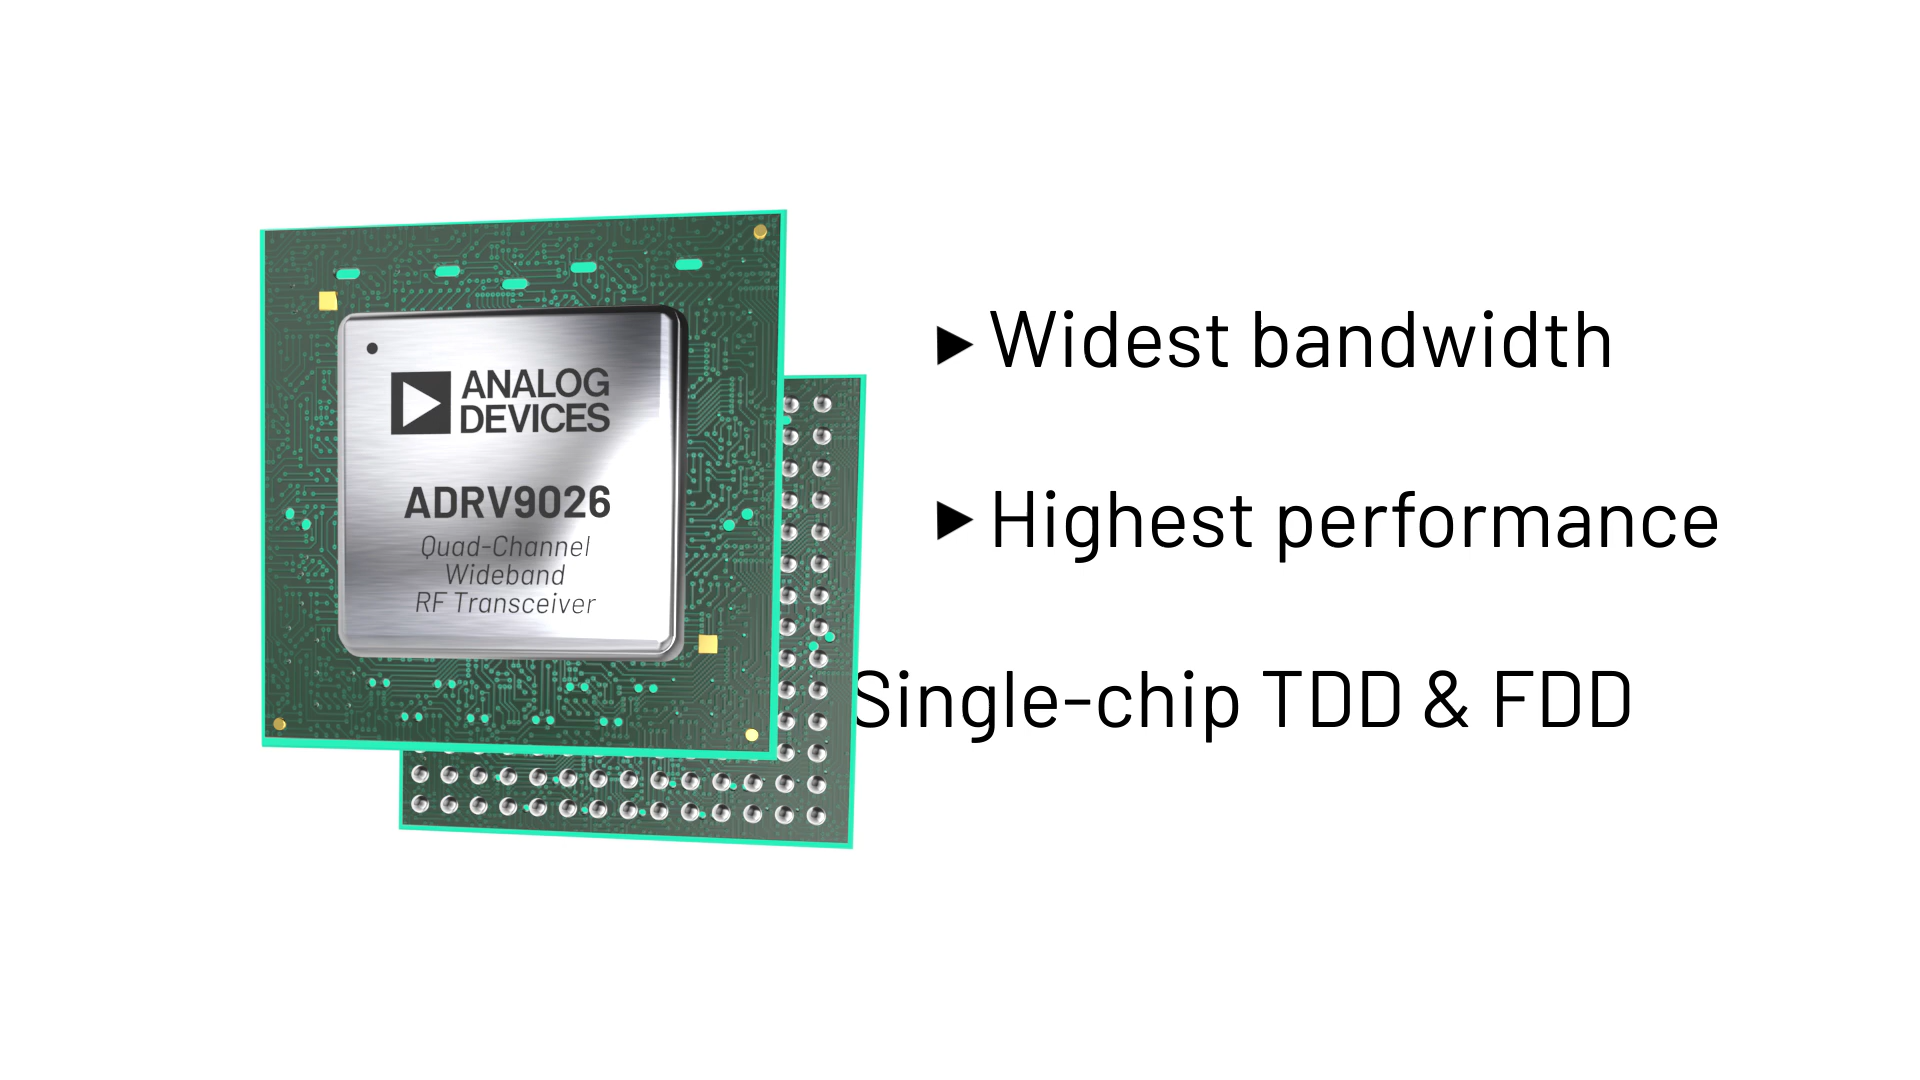 ANALOG
DEVICES
ADRV9026
Quad-Channel
Wideband
RF Transceiver
Widest bandwidth
Highest performance
Single-chip TDD & FDD